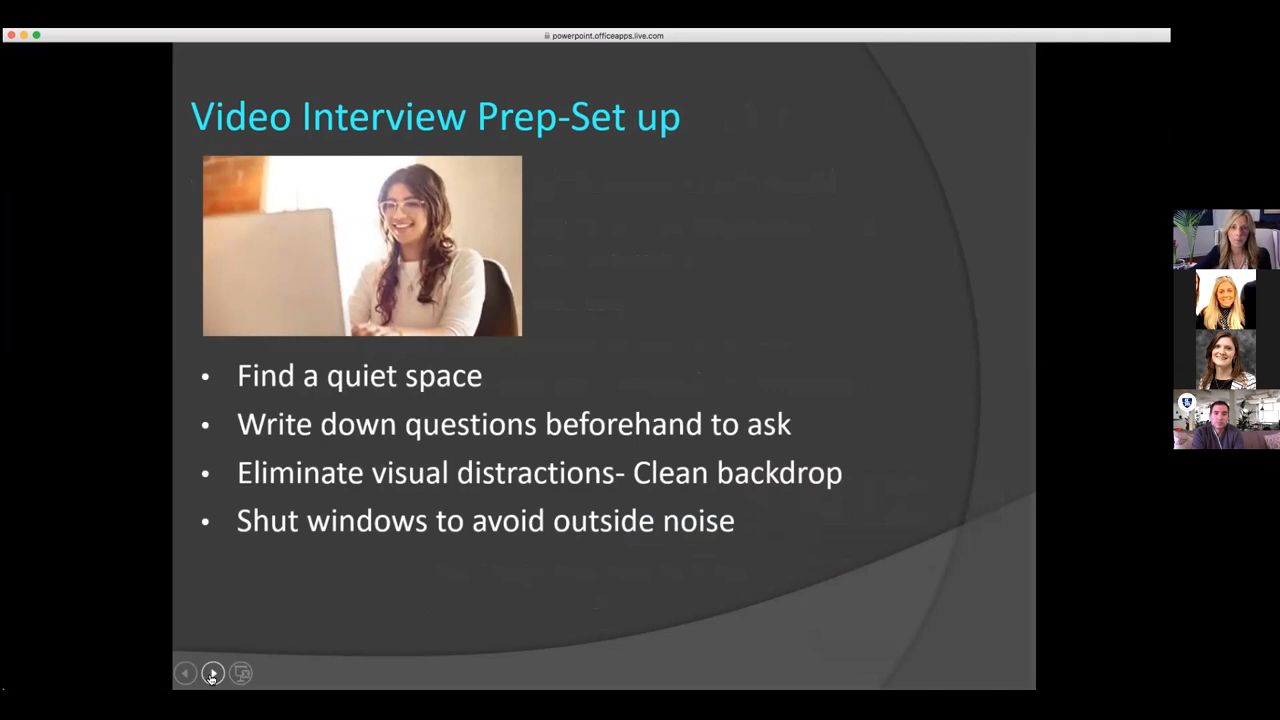 powerpoint.officeapps.live.com
Video Interview Prep-Set up
• Find a quiet space
• Write down questions beforehand to ask
• Eliminate visual distractions- Clean backdrop
• Shut windows to avoid outside noise